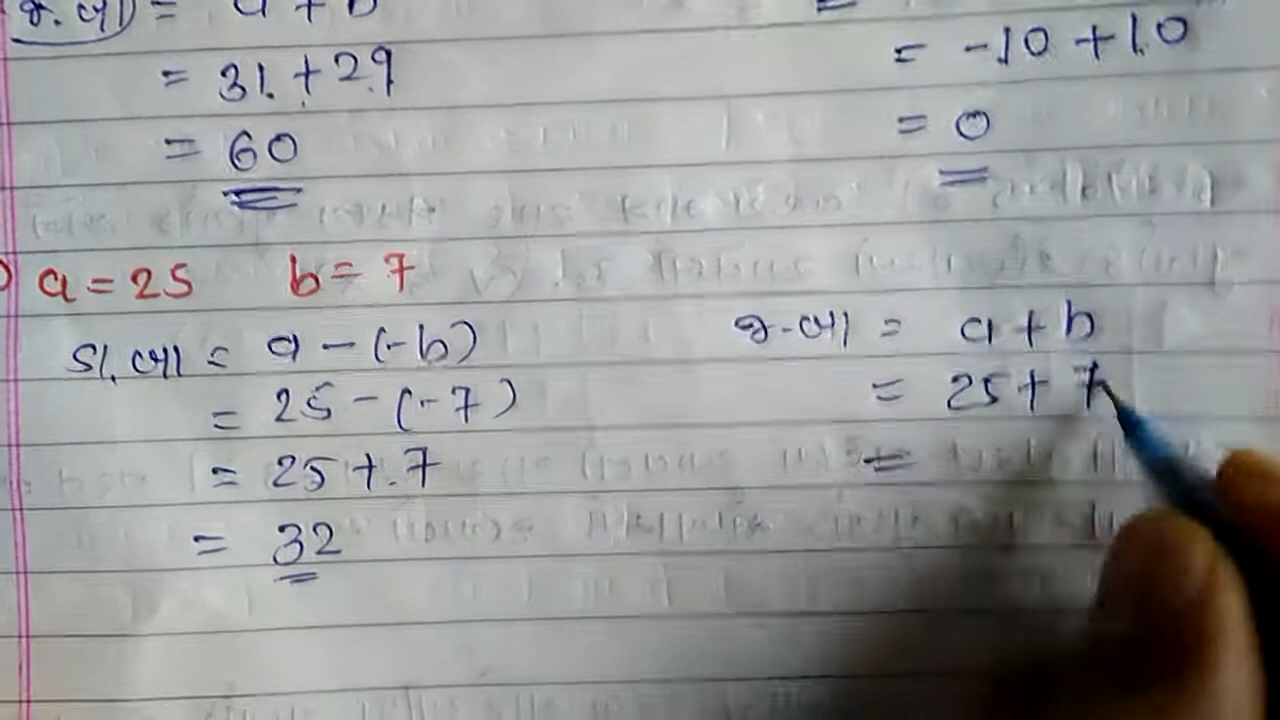 જ.બા = a + b
= 31 + 29
= 60
= -10 + 10
= 0
a = 25 b = 7
ડા.બા = a - (-b)
= 25 - (-7)
= 25 + 7
= 32
જ.બા = a + b
= 25 + 7
=